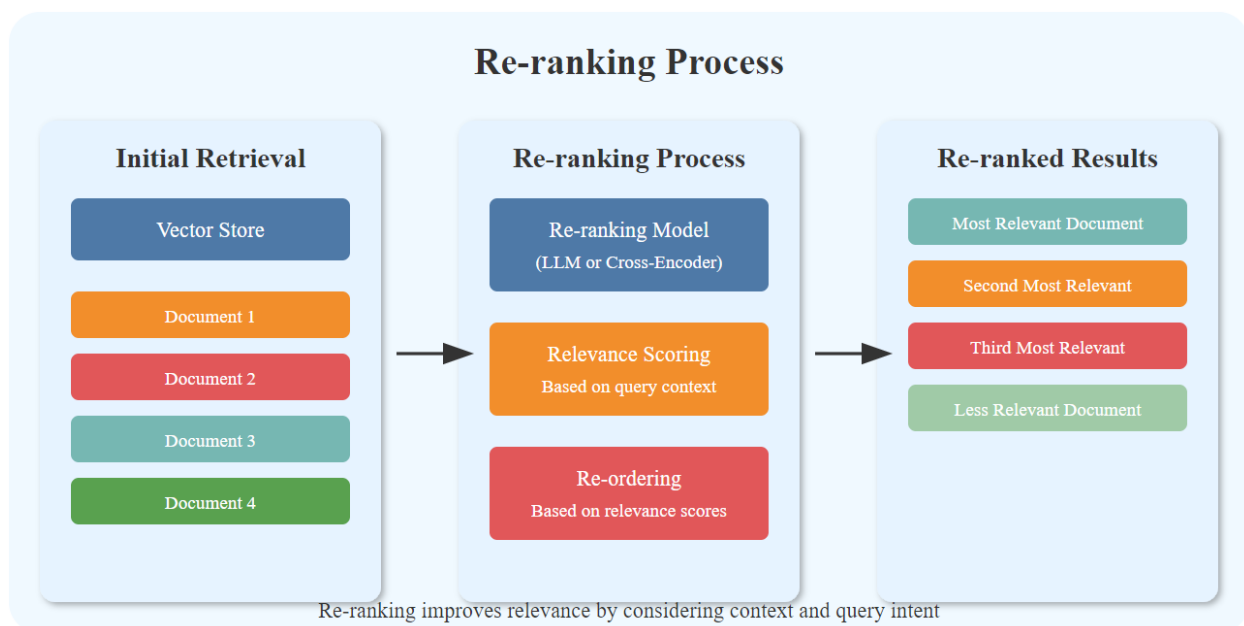 Re-ranking Process
Initial Retrieval
Vector Store
Document 1
Document 2
Document 3
Document 4
Re-ranking Process
Re-ranking Model
(LLM or Cross-Encoder)
Relevance Scoring
Based on query context
Re-ordering
Based on relevance scores
Re-ranked Results
Most Relevant Document
Second Most Relevant
Third Most Relevant
Less Relevant Document
Re-ranking improves relevance by considering context and query intent